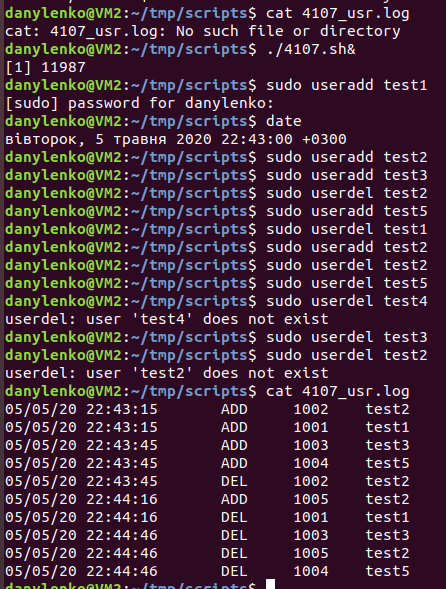 danylenko@VM2:~/tmp/scripts$ cat 4107_usr.log
cat: 4107_usr.log: No such file or directory
danylenko@VM2:~/tmp/scripts$ ./4107.sh&
[1] 11987
danylenko@VM2:~/tmp/scripts$ sudo useradd test1
[sudo] password for danylenko:
danylenko@VM2:~/tmp/scripts$ date
вівторок, 5 травня 2020 22:43:00 +0300
danylenko@VM2:~/tmp/scripts$ sudo useradd test2
danylenko@VM2:~/tmp/scripts$ sudo useradd test3
danylenko@VM2:~/tmp/scripts$ sudo userdel test2
danylenko@VM2:~/tmp/scripts$ sudo useradd test5
danylenko@VM2:~/tmp/scripts$ sudo userdel test1
danylenko@VM2:~/tmp/scripts$ sudo useradd test2
danylenko@VM2:~/tmp/scripts$ sudo userdel test2
danylenko@VM2:~/tmp/scripts$ sudo userdel test5
danylenko@VM2:~/tmp/scripts$ sudo userdel test4
userdel: user 'test4' does not exist
danylenko@VM2:~/tmp/scripts$ sudo userdel test3
danylenko@VM2:~/tmp/scripts$ sudo userdel test2
userdel: user 'test2' does not exist
danylenko@VM2:~/tmp/scripts$ cat 4107_usr.log
05/05/20 22:43:15 ADD 1002 test2
05/05/20 22:43:15 ADD 1001 test1
05/05/20 22:43:45 ADD 1003 test3
05/05/20 22:43:45 ADD 1004 test5
05/05/20 22:43:45 DEL 1002 test2
05/05/20 22:44:16 ADD 1005 test2
05/05/20 22:44:16 DEL 1001 test1
05/05/20 22:44:46 DEL 1003 test3
05/05/20 22:44:46 DEL 1005 test2
05/05/20 22:44:46 DEL 1004 test5
danylenko@VM2:~/tmp/scripts$